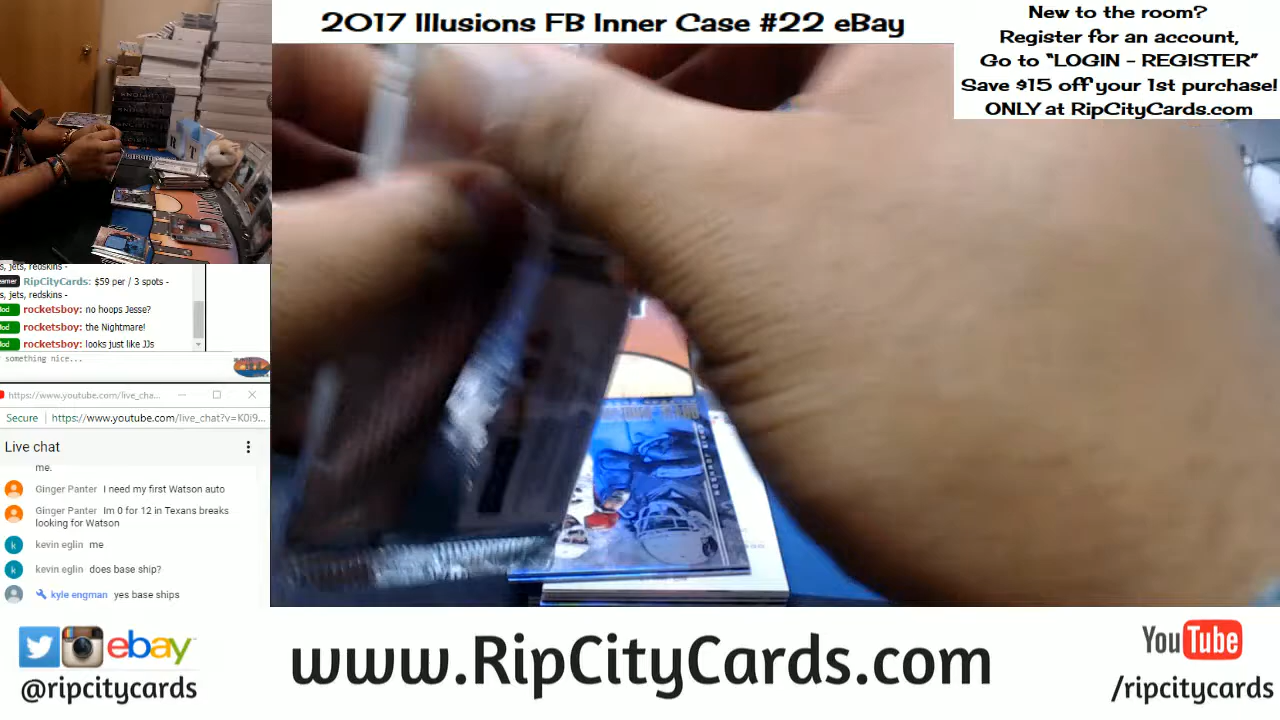 2017 Illusions FB Inner Case #22 eBay
New to the room?
Register for an account,
Go to "LOGIN - REGISTER"
Save $15 off your 1st purchase!
ONLY at RipCityCards.com
s, jets, redskins -
RipCityCards: $59 per / 3 spots -
s, jets, redskins -
rocketsboy: no hoops Jesse?
rocketsboy: the Nightmare!
rocketsboy: looks just like JJs
something nice...
https://www.youtube.com/live_cha...
Secure https://www.youtube.com/live_chat?v=K0i9...
Live chat
me.
Ginger Panter I need my first Watson auto
Ginger Panter Im 0 for 12 in Texans breaks
looking for Watson
kevin eglin me
kevin eglin does base ship?
kyle engman yes base ships
ebay
@ripcitycards
www.RipCityCards.com
YouTube
/ripcitycards